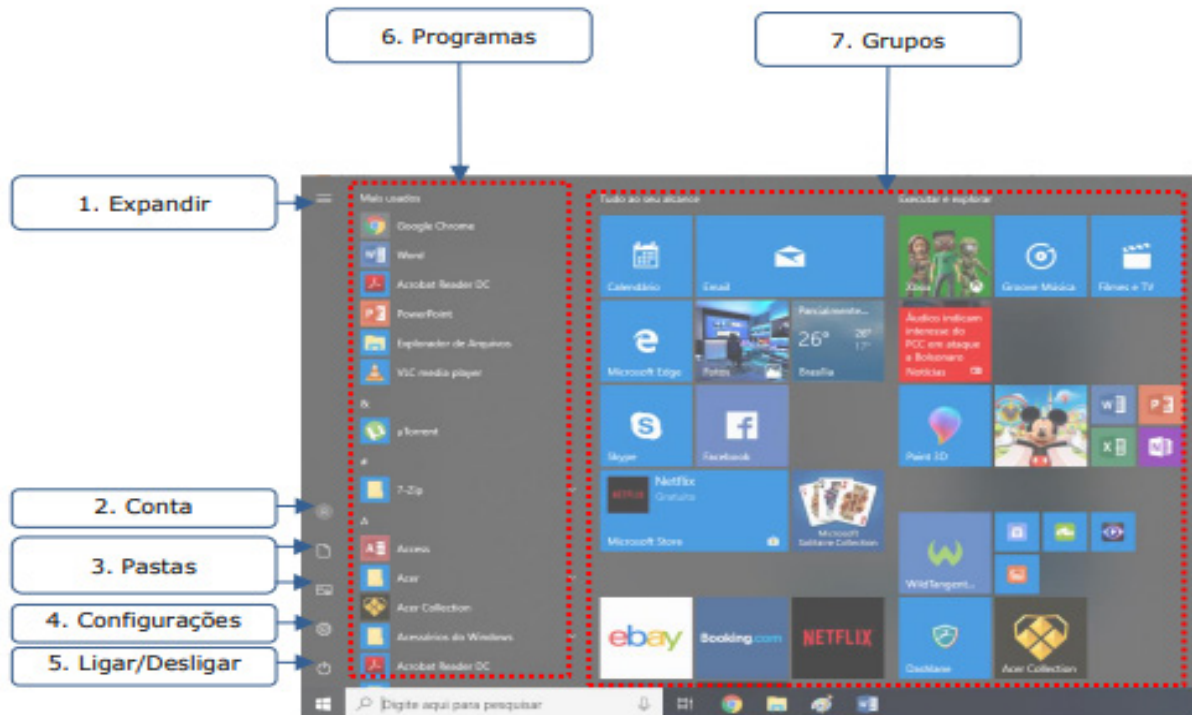 6. Programas
7. Grupos
1. Expandir
2. Conta
3. Pastas
4. Configurações
5. Ligar/Desligar
Mais usados
Google Chrome
Word
Acrobat Reader DC
PowerPoint
Explorador de Arquivos
VLC media player
&
µTorrent
#
7-Zip
A
Access
Acer
Acer Collection
Acessórios do Windows
Acrobat Reader DC
Tudo ao seu alcance
Calendário
Email
Microsoft Edge
Fotos
Parcialmente...
26° 26°
17°
Brasília
Skype
Facebook
NETFLIX
Netflix
Gratuito
Microsoft Store
Microsoft
Solitaire Collection
ebay
Booking.com
NETFLIX
Executar e explorar
Xbox
Groove Música
Filmes e TV
Áudios indicam
interesse do
PCC em ataque
a Bolsonaro
Notícias
Paint 3D
WildTangent...
Dashlane
Acer Collection
Digite aqui para pesquisar